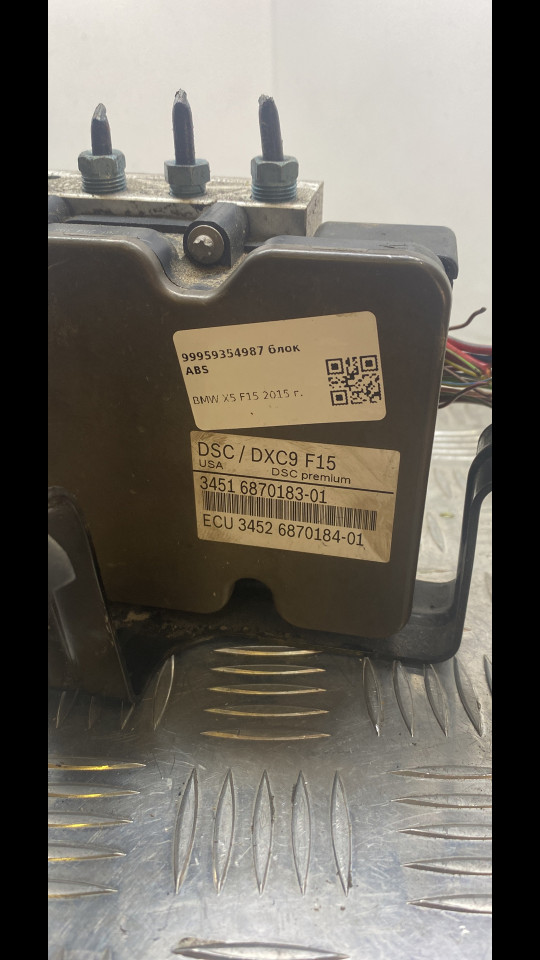 99959354987 блок
ABS
BMW X5 F15 2015 г.
DSC / DXC9 F15
USA DSC premium
3451 6870183-01
ECU 3452 6870184-01